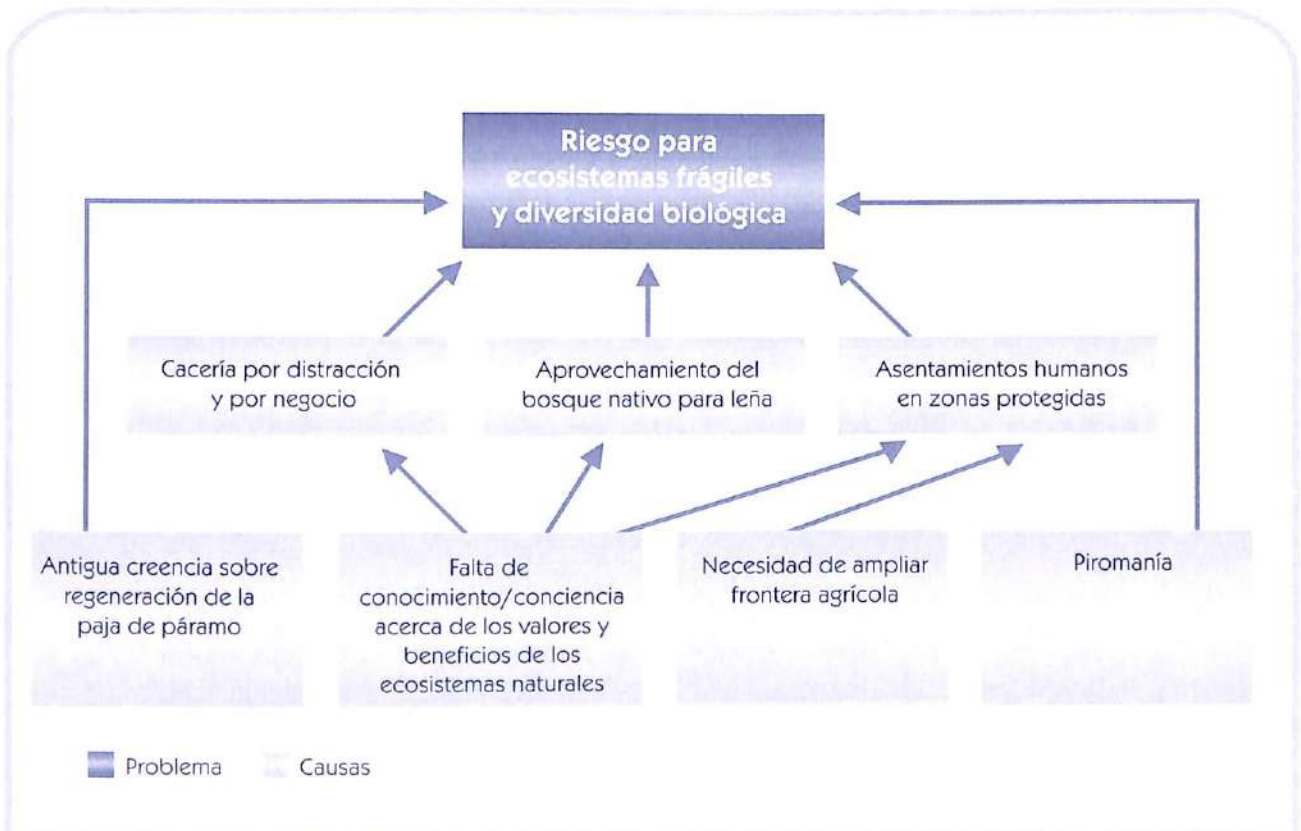 Riesgo para
ecosistemas frágiles
y diversidad biológica
Cacería por distracción
y por negocio
Aprovechamiento del
bosque nativo para leña
Asentamientos humanos
en zonas protegidas
Antigua creencia sobre
regeneración de la
paja de páramo
Falta de
conocimiento/conciencia
acerca de los valores y
beneficios de los
ecosistemas naturales
Necesidad de ampliar
frontera agrícola
Piromanía
Problema
Causas